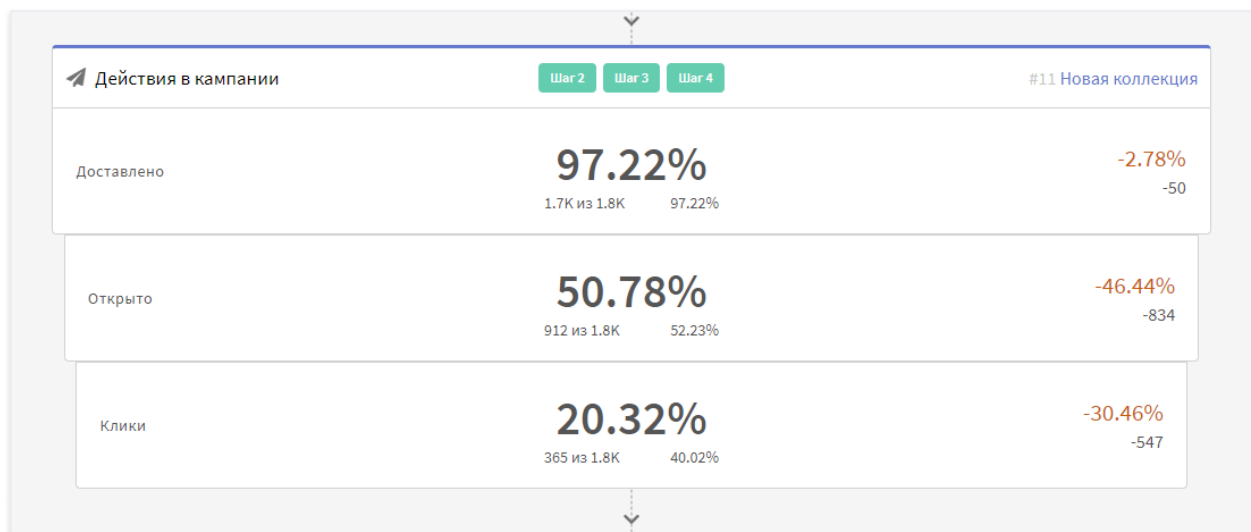 Действия в кампании Шаг 2 Шаг 3 Шаг 4 #11 Новая коллекция
Доставлено 97.22% -2.78%
1.7K из 1.8K 97.22% -50
Открыто 50.78% -46.44%
912 из 1.8K 52.23% -834
Клики 20.32% -30.46%
365 из 1.8K 40.02% -547